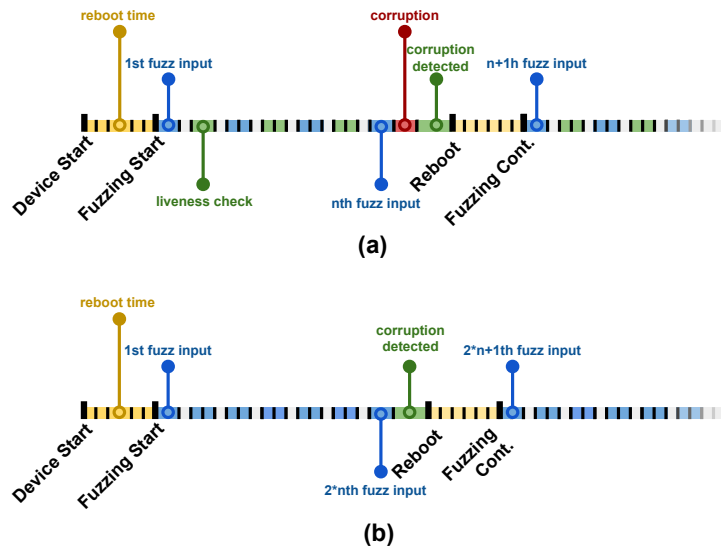 reboot time
corruption
1st fuzz input
corruption
detected
n+1h fuzz input
Device Start
Fuzzing Start
liveness check
nth fuzz input
Reboot
Fuzzing Cont.
(a)
reboot time
1st fuzz input
corruption
detected
2*n+1th fuzz input
Device Start
Fuzzing Start
2*nth fuzz input
Reboot
Fuzzing
Cont.
(b)